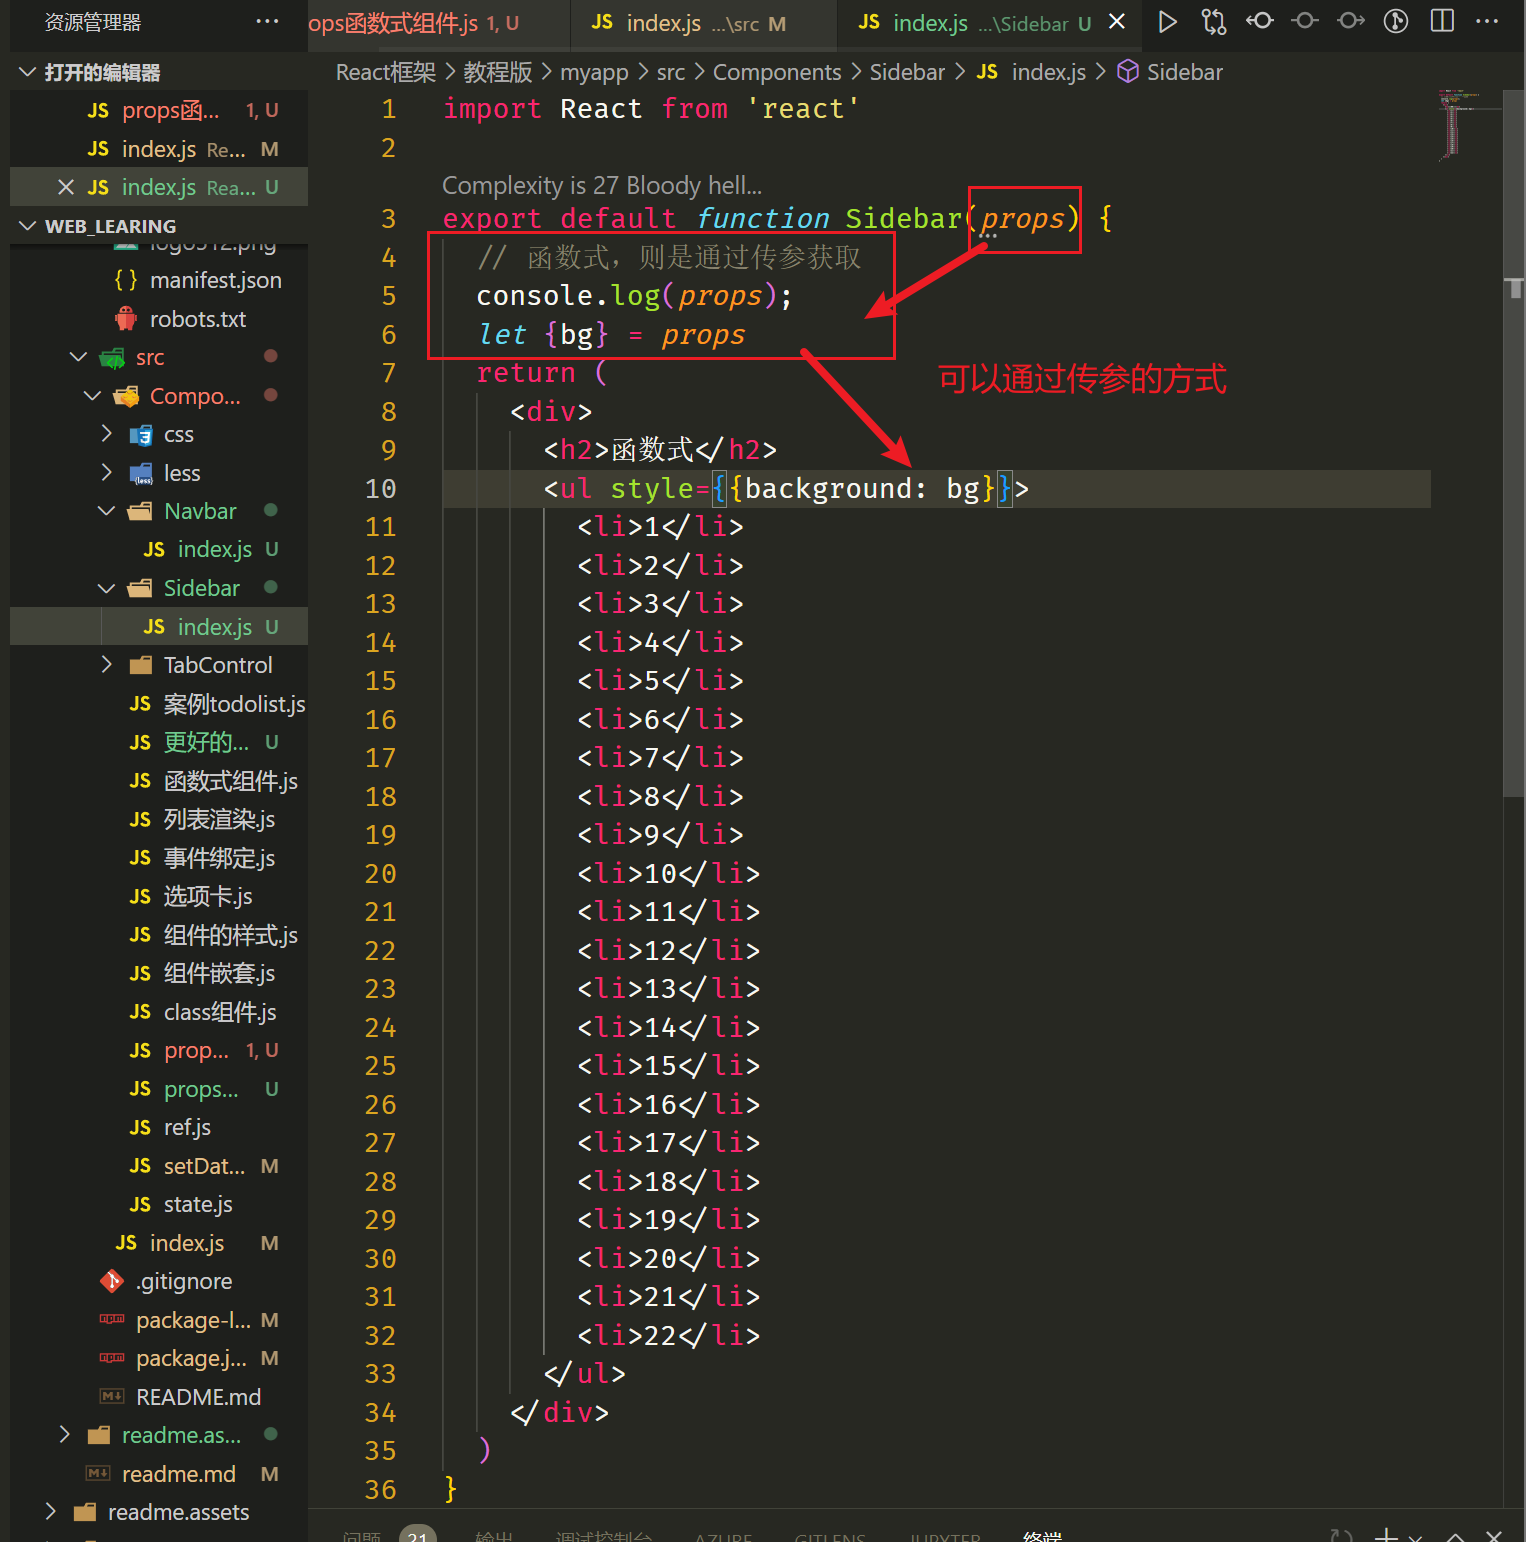 资源管理器 ···
ops函数式组件.js 1, U
JS index.js ...\src M
JS index.js ...\Sidebar U
打开的编辑器
JS props函... 1, U
JS index.js Re... M
JS index.js Rea... U
WEB_LEARING
logo512.png
{ } manifest.json
robots.txt
src
Compo...
css
less
Navbar
JS index.js U
Sidebar
JS index.js U
TabControl
JS 案例todolist.js
JS 更好的... U
JS 函数式组件.js
JS 列表渲染.js
JS 事件绑定.js
JS 选项卡.js
JS 组件的样式.js
JS 组件嵌套.js
JS class组件.js
JS prop... 1, U
JS props... U
JS ref.js
JS setDat... M
JS state.js
JS index.js M
.gitignore
package-l... M
package.j... M
README.md
readme.as...
readme.md M
readme.assets
React框架 > 教程版 > myapp > src > Components > Sidebar > JS index.js > Sidebar
1 import React from 'react'
2
Complexity is 27 Bloody hell...
3 export default function Sidebar(props) {
4 // 函数式，则是通过传参获取
5 console.log(props);
6 let {bg} = props
7 return (
可以通过传参的方式
8 <div>
9 <h2>函数式</h2>
10 <ul style={{background: bg}}>
11 <li>1</li>
12 <li>2</li>
13 <li>3</li>
14 <li>4</li>
15 <li>5</li>
16 <li>6</li>
17 <li>7</li>
18 <li>8</li>
19 <li>9</li>
20 <li>10</li>
21 <li>11</li>
22 <li>12</li>
23 <li>13</li>
24 <li>14</li>
25 <li>15</li>
26 <li>16</li>
27 <li>17</li>
28 <li>18</li>
29 <li>19</li>
30 <li>20</li>
31 <li>21</li>
32 <li>22</li>
33 </ul>
34 </div>
35 )
36 }
问题 21 输出 调试控制台 AZURE GITLENS JUPYTER 终端